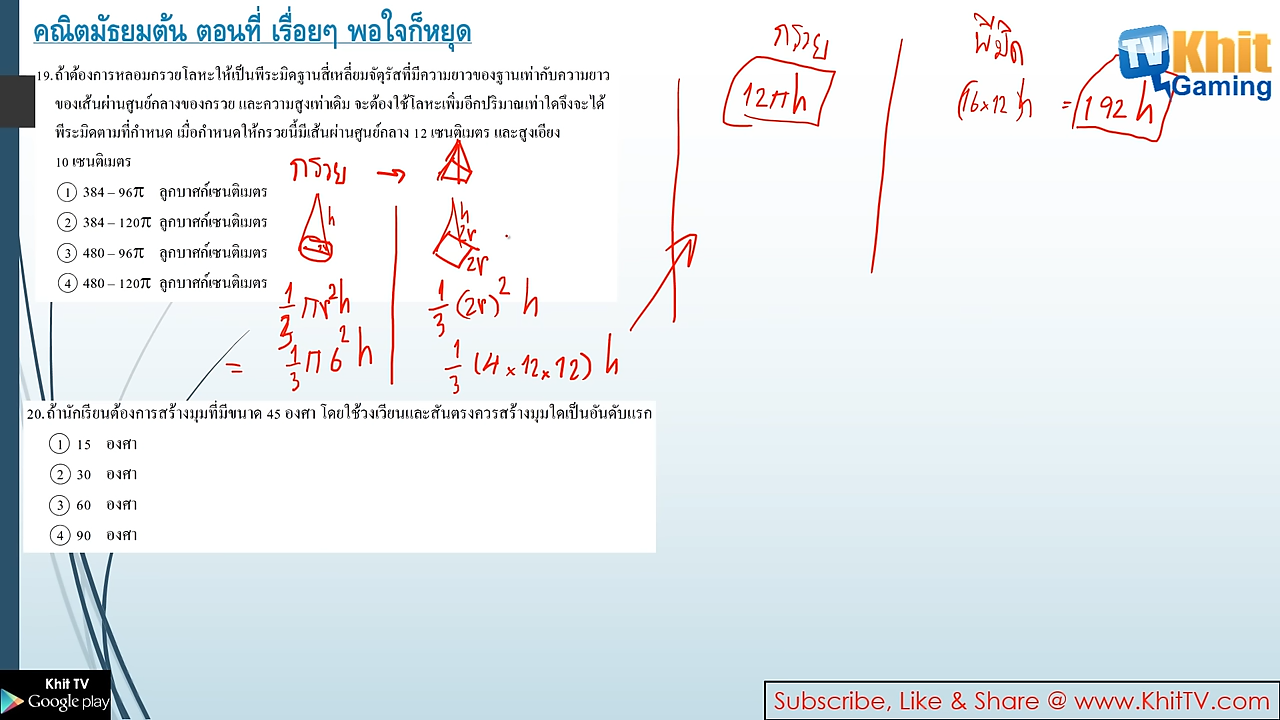 คณิตมัธยมต้น ตอนที่ เรื่อยๆ พอใจก็หยุด
19. ถ้าต้องการหลอมกรวยโลหะให้เป็นพีระมิดฐานสี่เหลี่ยมจัตุรัสที่มีความยาวของฐานเท่ากับความยาว
ของเส้นผ่านศูนย์กลางของกรวย และความสูงเท่าเดิม จะต้องใช้โลหะเพิ่มอีกปริมาณเท่าใดจึงจะได้
พีระมิดตามที่กำหนด เมื่อกำหนดให้กรวยนี้มีเส้นผ่านศูนย์กลาง 12 เซนติเมตร และสูงเอียง
10 เซนติเมตร
1 384 – 96π ลูกบาศก์เซนติเมตร
2 384 – 120π ลูกบาศก์เซนติเมตร
3 480 – 96π ลูกบาศก์เซนติเมตร
4 480 – 120π ลูกบาศก์เซนติเมตร
กรวย →
h
h
2r
2r
1/3 πr²h
1/3 (2r)² h
= 1/3 π6² h
1/3 (4×12×12) h
กรวย
12πh
พีมิด
(16×12)h = 192 h
20. ถ้านักเรียนต้องการสร้างมุมที่มีขนาด 45 องศา โดยใช้วงเวียนและสันตรงควรสร้างมุมใดเป็นอันดับแรก
1 15 องศา
2 30 องศา
3 60 องศา
4 90 องศา
TV Khit
Gaming
Khit TV
Google play
Subscribe, Like & Share @ www.KhitTV.com